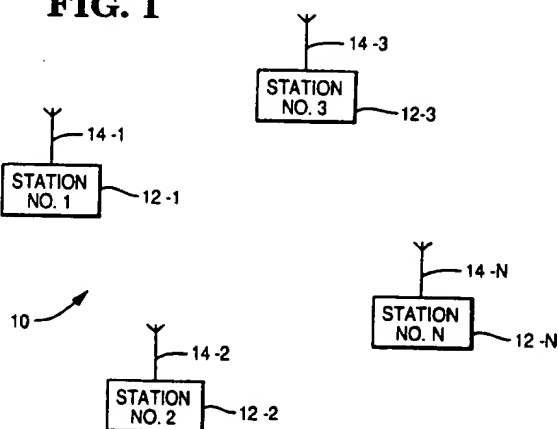 FIG. 1
14-3
STATION
NO. 3
12-3
14-1
STATION
NO. 1
12-1
14-N
10
STATION
NO. N
12-N
14-2
STATION
NO. 2
12-2